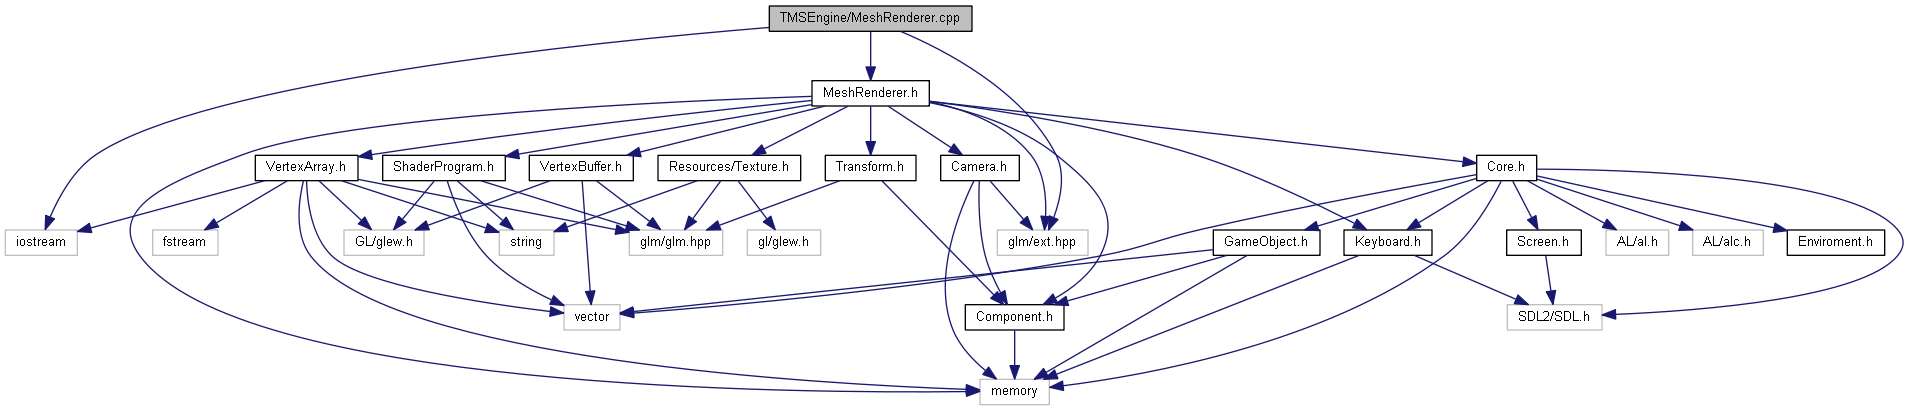 TMSEngine/MeshRenderer.cpp
MeshRenderer.h
VertexArray.h
ShaderProgram.h
VertexBuffer.h
Resources/Texture.h
Transform.h
Camera.h
Core.h
iostream
fstream
GL/glew.h
string
glm/glm.hpp
gl/glew.h
glm/ext.hpp
GameObject.h
Keyboard.h
Screen.h
AL/al.h
AL/alc.h
Enviroment.h
vector
Component.h
SDL2/SDL.h
memory